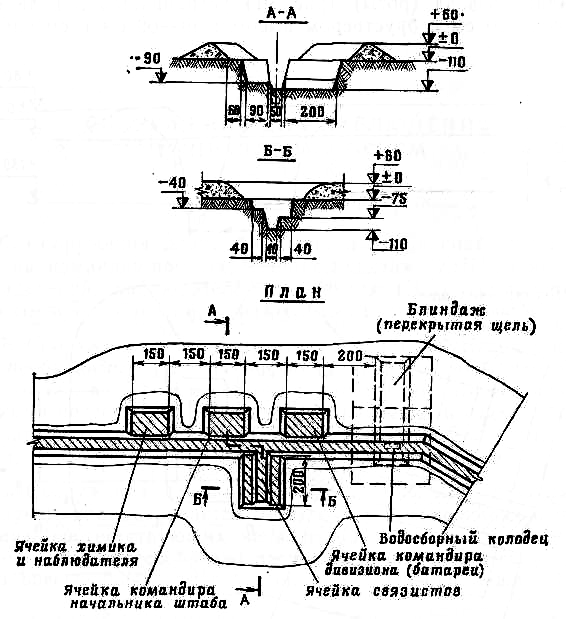 А-А
+60
±0
-110
-90
60 90 50 200
Б-Б
+60
±0
-75
-110
-40
40 40 40
План
А
Блиндаж
(перекрытая щель)
150 150 150 150 150 200
200
Б Б
Водосборный колодец
Ячейка химика
и наблюдателя
Ячейка командира
дивизиона (батареи)
Ячейка командира
начальника штаба
А
Ячейка связистов